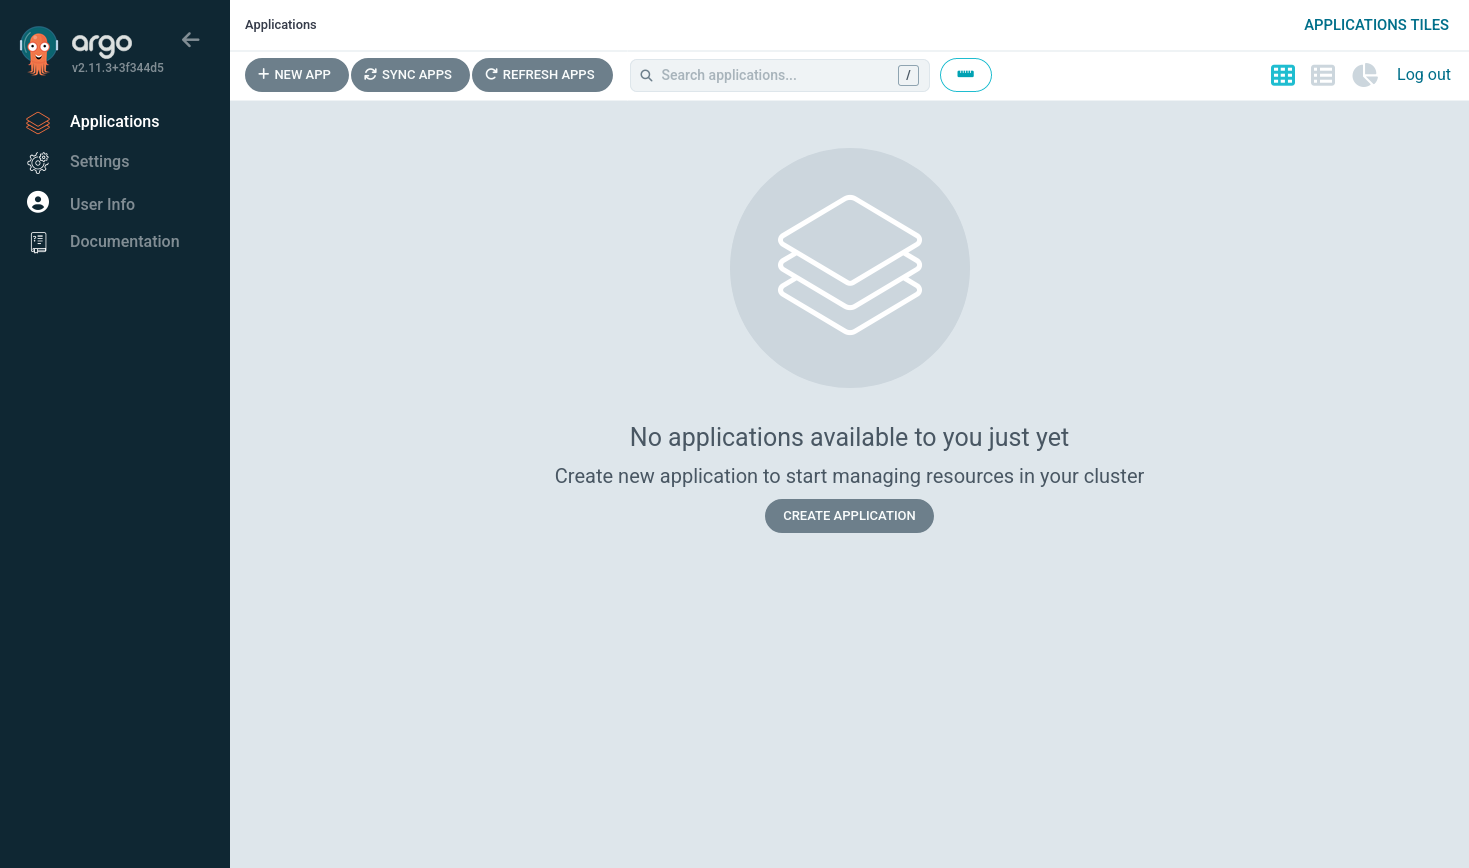 argo
v2.11.3+3f344d5
Applications
Settings
User Info
Documentation
Applications
APPLICATIONS TILES
+ NEW APP
SYNC APPS
REFRESH APPS
Search applications...
/
Log out
No applications available to you just yet
Create new application to start managing resources in your cluster
CREATE APPLICATION